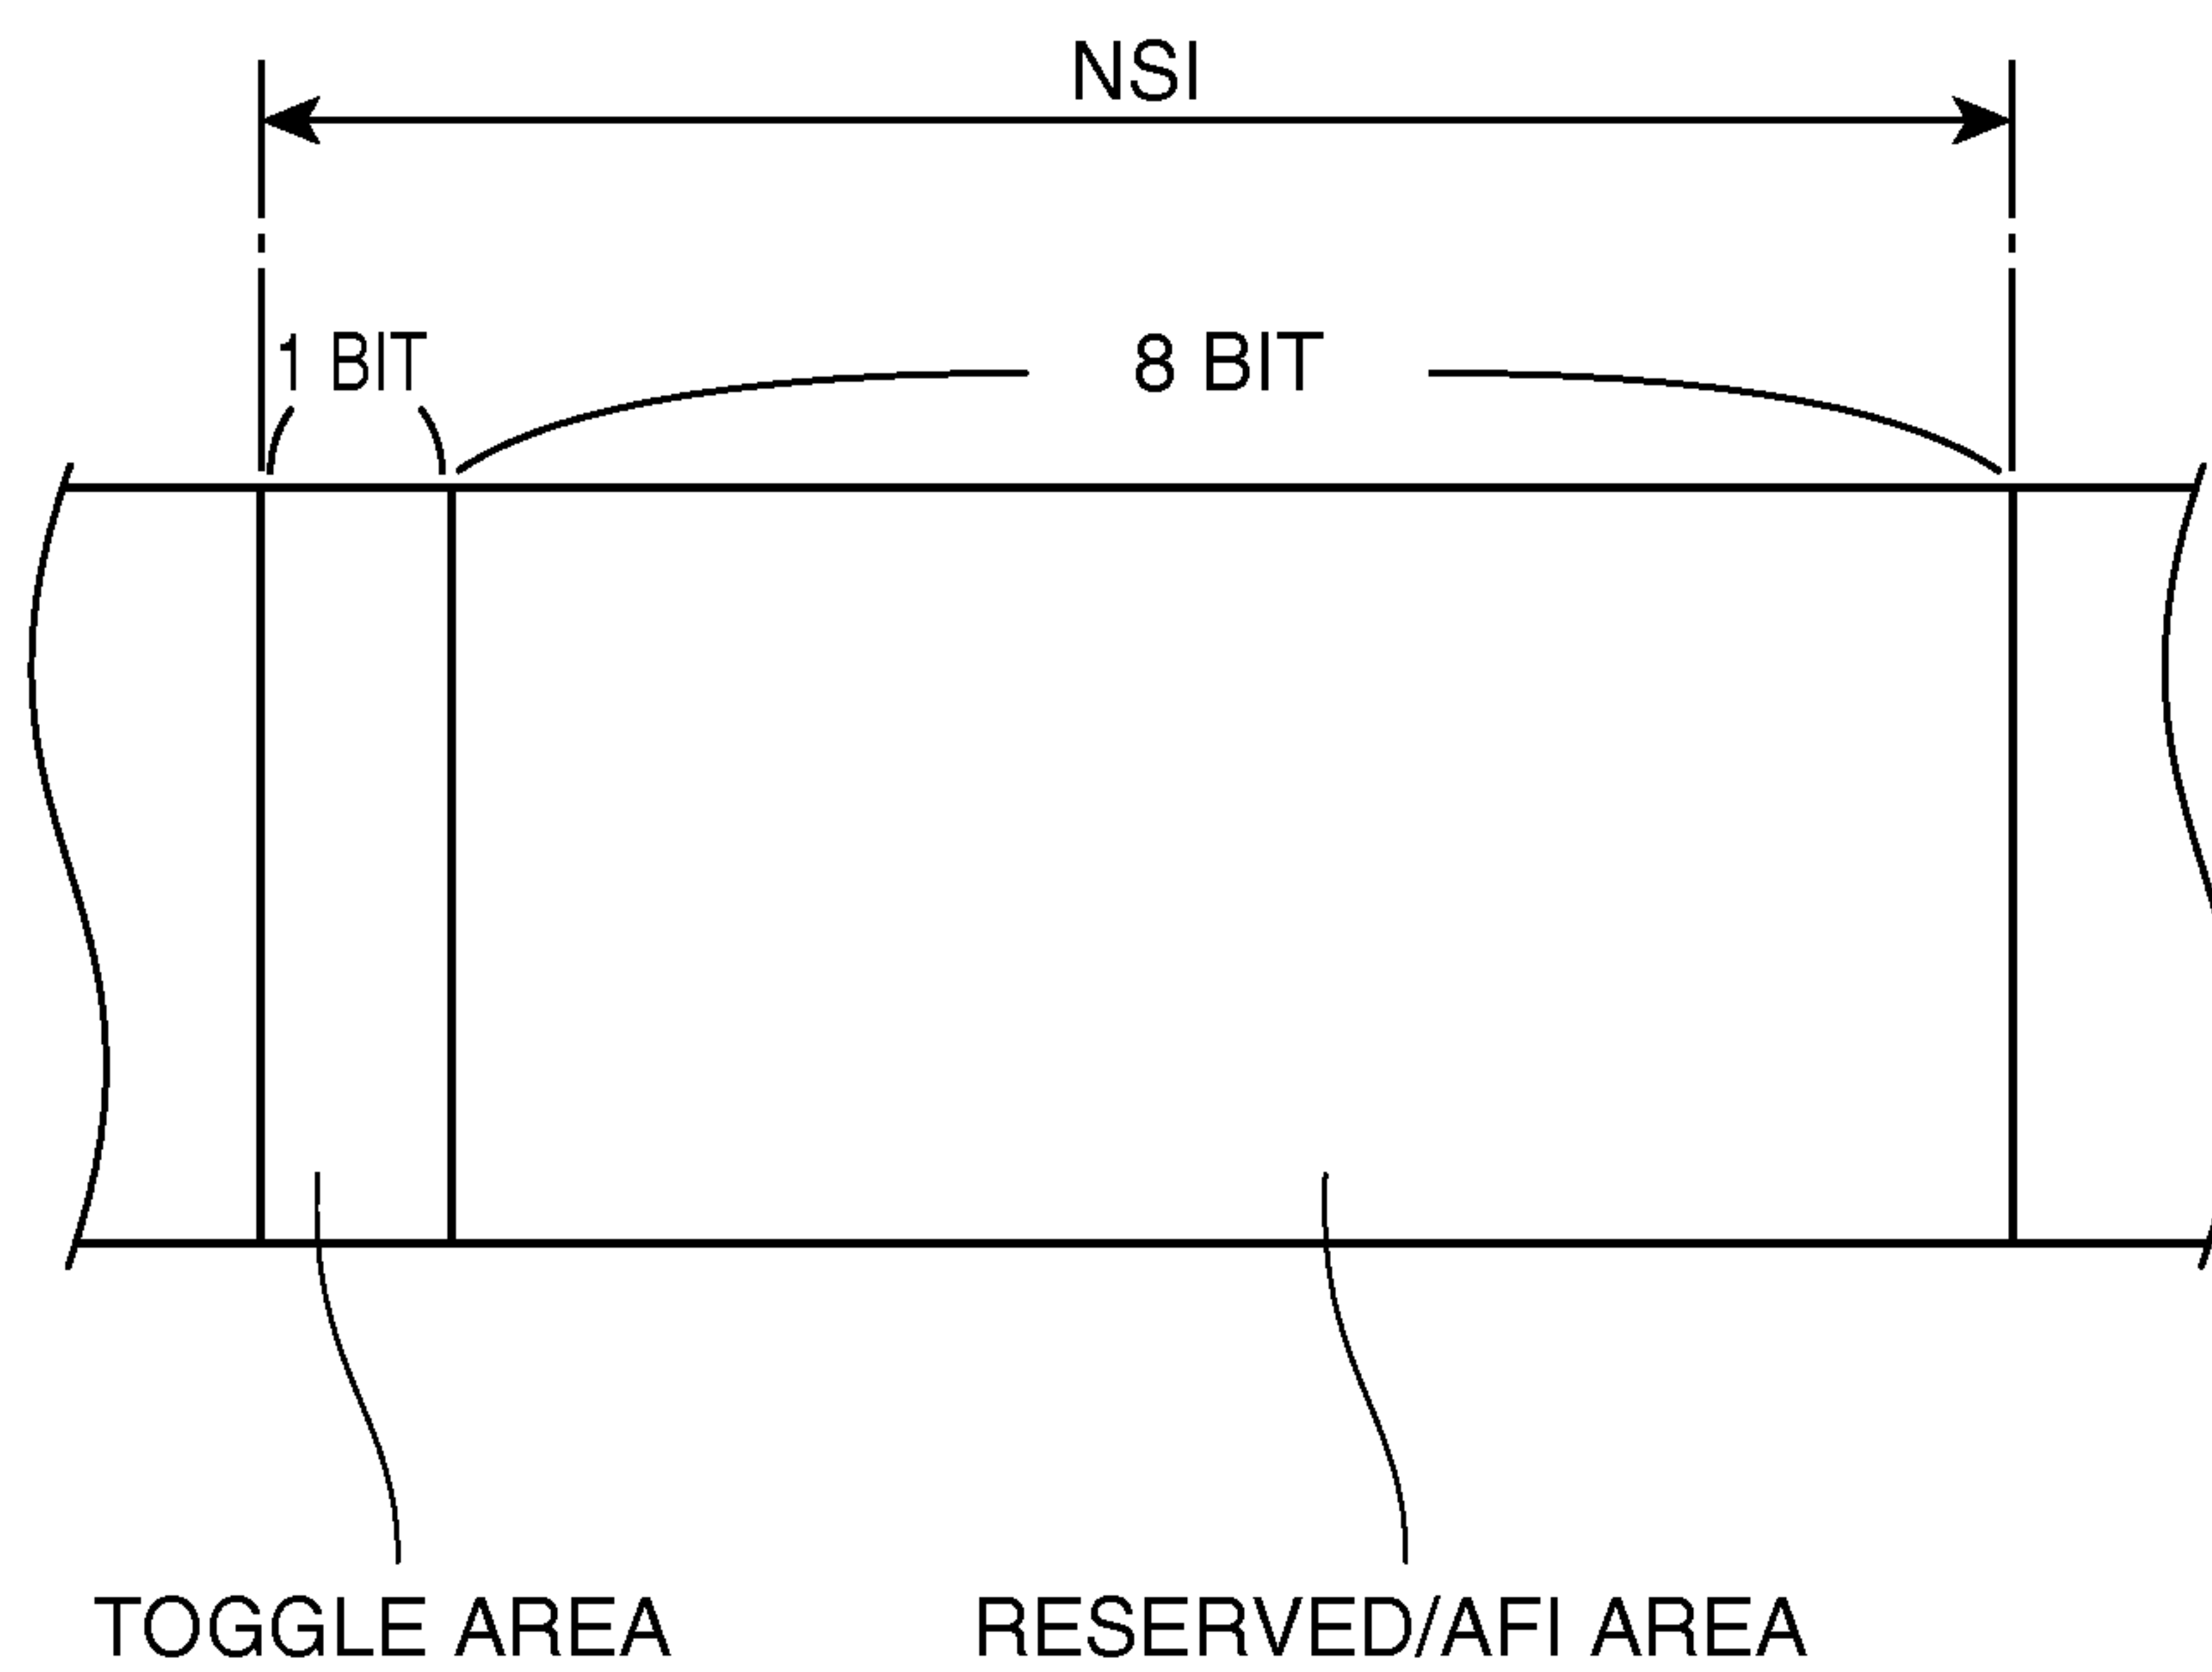 NSI
1 BIT
8 BIT
TOGGLE AREA
RESERVED/AFI AREA